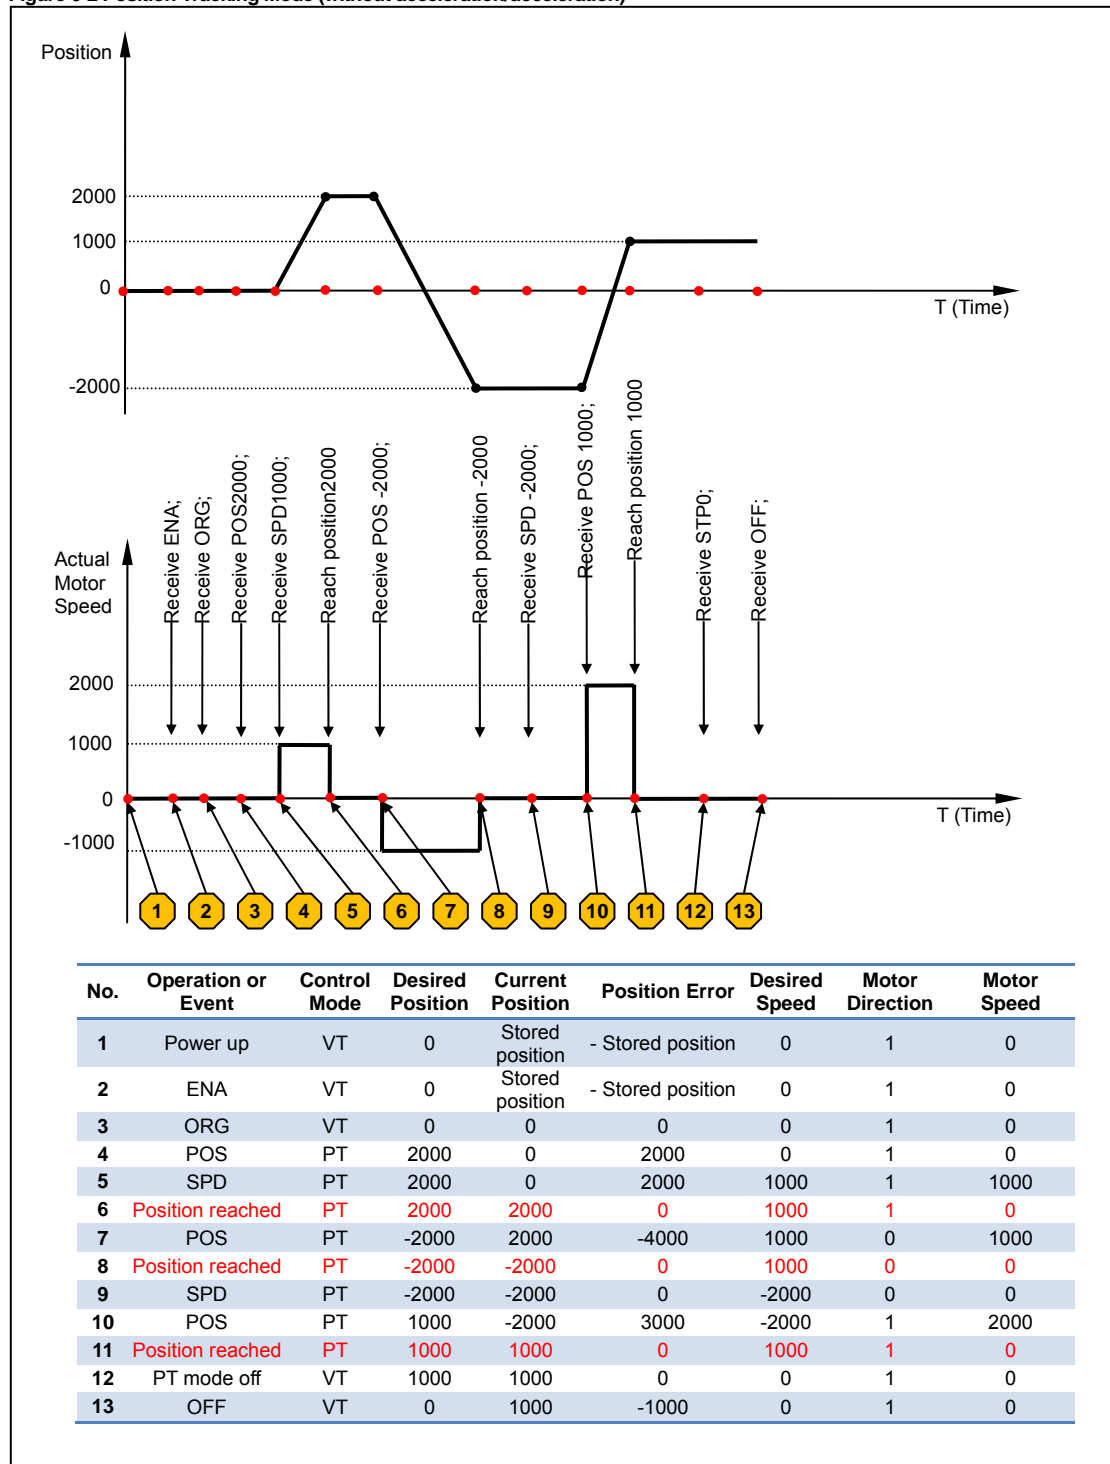 Figure 6-2 Position Tracking Mode (without acceleration/deceleration)
Position
2000
1000
0
T (Time)
-2000
Receive ENA;
Receive ORG;
Receive POS2000;
Receive SPD1000;
Reach position2000
Receive POS -2000;
Reach position -2000
Receive SPD -2000;
Receive POS 1000;
Reach position 1000
Receive STP0;
Receive OFF;
Actual
Motor
Speed
2000
1000
0
T (Time)
-1000
1 2 3 4 5 6 7 8 9 10 11 12 13
No. Operation or Event Control Mode Desired Position Current Position Position Error Desired Speed Motor Direction Motor Speed
1 Power up VT 0 Stored position - Stored position 0 1 0
2 ENA VT 0 Stored position - Stored position 0 1 0
3 ORG VT 0 0 0 0 1 0
4 POS PT 2000 0 2000 0 1 0
5 SPD PT 2000 0 2000 1000 1 1000
6 Position reached PT 2000 2000 0 1000 1 0
7 POS PT -2000 2000 -4000 1000 0 1000
8 Position reached PT -2000 -2000 0 1000 0 0
9 SPD PT -2000 -2000 0 -2000 0 0
10 POS PT 1000 -2000 3000 -2000 1 2000
11 Position reached PT 1000 1000 0 1000 1 0
12 PT mode off VT 1000 1000 0 0 1 0
13 OFF VT 0 1000 -1000 0 1 0